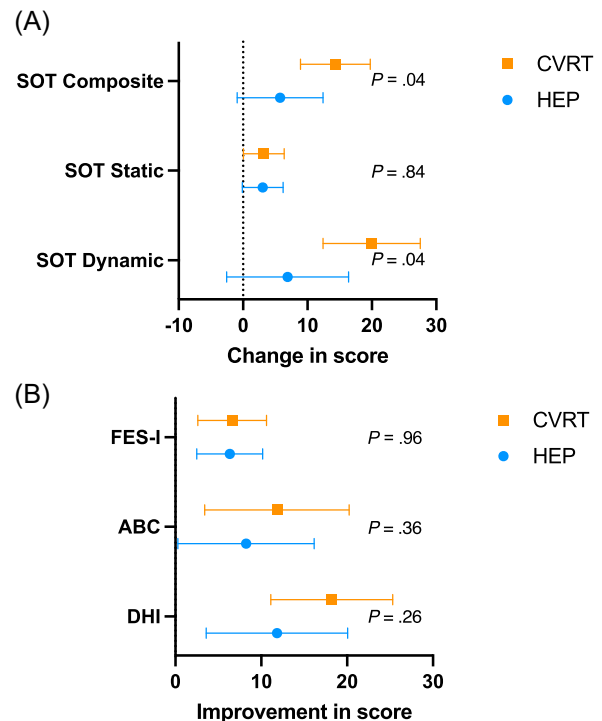 (A)
SOT Composite
P = .04
CVRT
HEP
SOT Static
P = .84
SOT Dynamic
P = .04
-10 0 10 20 30
Change in score
(B)
FES-I
P = .96
CVRT
HEP
ABC
P = .36
DHI
P = .26
0 10 20 30
Improvement in score